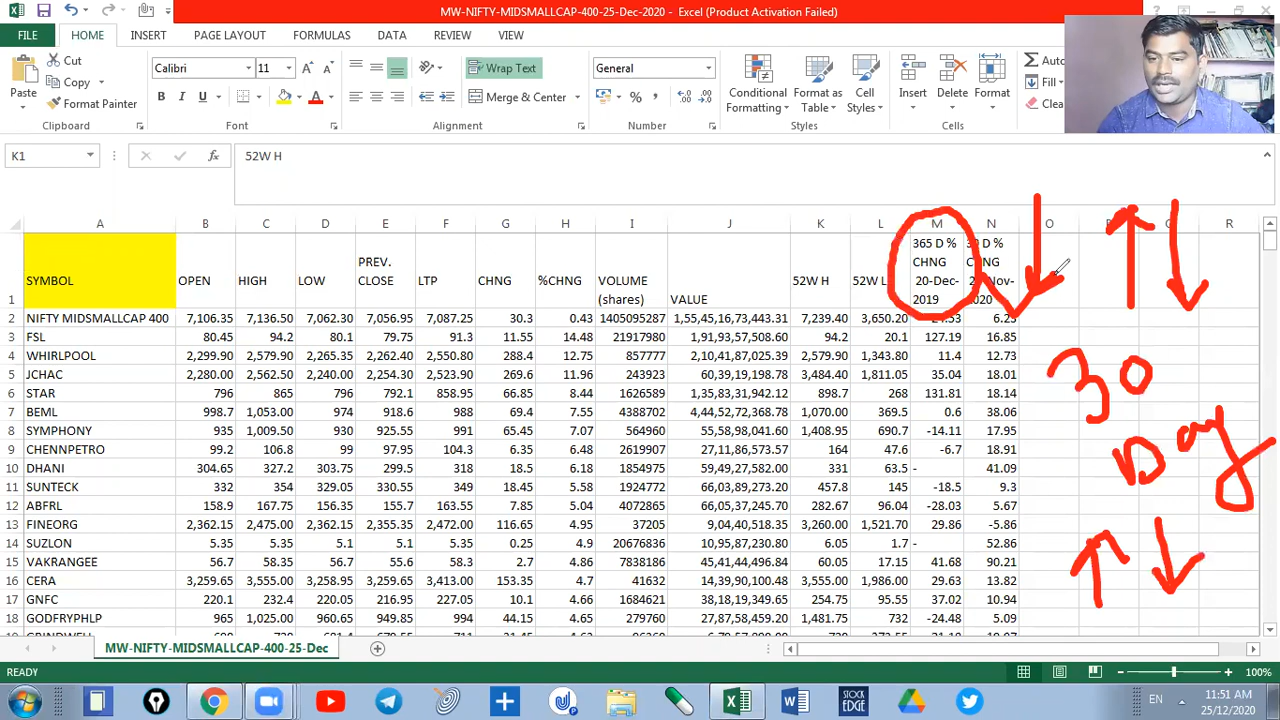 MW-NIFTY-MIDSMALLCAP-400-25-Dec-2020 - Excel (Product Activation Failed)
FILE HOME INSERT PAGE LAYOUT FORMULAS DATA REVIEW VIEW
Cut
Copy
Format Painter
Paste
Clipboard
Calibri 11
B I U
Font
Wrap Text
Merge & Center
Alignment
General
Number
Conditional Formatting
Format as Table
Cell Styles
Styles
Insert Delete Format
Cells
Fill
K1 52W H
A B C D E F G H I J K L M N O R
1 SYMBOL OPEN HIGH LOW PREV. CLOSE LTP CHNG %CHNG VOLUME (shares) VALUE 52W H 52W L 365 D % CHNG 20-Dec-2019
2 NIFTY MIDSMALLCAP 400 7,106.35 7,136.50 7,062.30 7,056.95 7,087.25 30.3 0.43 1405095287 1,55,45,16,73,443.31 7,239.40 3,650.20
3 FSL 80.45 94.2 80.1 79.75 91.3 11.55 14.48 21917980 1,91,93,57,508.60 94.2 20.1 127.19 16.85
4 WHIRLPOOL 2,299.90 2,579.90 2,265.35 2,262.40 2,550.80 288.4 12.75 857777 2,10,41,87,025.39 2,579.90 1,343.80 11.4 12.73
5 JCHAC 2,280.00 2,562.50 2,240.00 2,254.30 2,523.90 269.6 11.96 243923 60,39,19,198.78 3,484.40 1,811.05 35.04 18.01
6 STAR 796 865 796 792.1 858.95 66.85 8.44 1626589 1,35,83,31,942.12 898.7 268 131.81 18.14
7 BEML 998.7 1,053.00 974 918.6 988 69.4 7.55 4388702 4,44,52,72,368.78 1,070.00 369.5 0.6 38.06
8 SYMPHONY 935 1,009.50 930 925.55 991 65.45 7.07 564960 55,58,98,041.60 1,408.95 690.7 -14.11 17.95
9 CHENNPETRO 99.2 106.8 99 97.95 104.3 6.35 6.48 2619907 27,11,86,573.57 164 47.6 -6.7 18.91
10 DHANI 304.65 327.2 303.75 299.5 318 18.5 6.18 1854975 59,49,27,582.00 331 63.5 - 41.09
11 SUNTECK 332 354 329.05 330.55 349 18.45 5.58 1924772 66,03,89,273.20 457.8 145 -18.5 9.3
12 ABFRL 158.9 167.75 156.35 155.7 163.55 7.85 5.04 4072865 66,03,71,295.05 282.67 96.04 -28.03 5.67
13 FINEORG 2,362.15 2,475.00 2,362.15 2,355.35 2,472.00 116.65 4.95 37205 9,04,40,518.35 3,260.00 1,521.70 29.86 -5.86
14 SUZLON 5.35 5.35 5.1 5.1 5.35 0.25 4.9 20676836 10,95,87,230.80 6.05 1.7 - 52.86
15 VAKRANGEE 56.7 58.35 56.7 55.6 58.3 2.7 4.86 7838186 45,41,44,496.84 60.05 17.15 41.68 90.21
16 CERA 3,259.65 3,555.00 3,258.95 3,259.65 3,413.00 153.35 4.7 41632 14,39,90,100.48 3,555.00 1,986.00 29.63 13.82
17 GNFC 220.1 232.4 220.05 216.95 227.05 10.1 4.66 1684621 38,18,19,349.65 254.75 95.55 37.02 10.94
18 GODFRYPHLP 965 1,025.00 960.65 949.85 994 44.15 4.65 279760 27,87,58,459.20 1,481.75 732 -24.48 5.09
30
Day
MW-NIFTY-MIDSMALLCAP-400-25-Dec
READY 100%
STOCK EDGE
EN 11:51 AM
25/12/2020